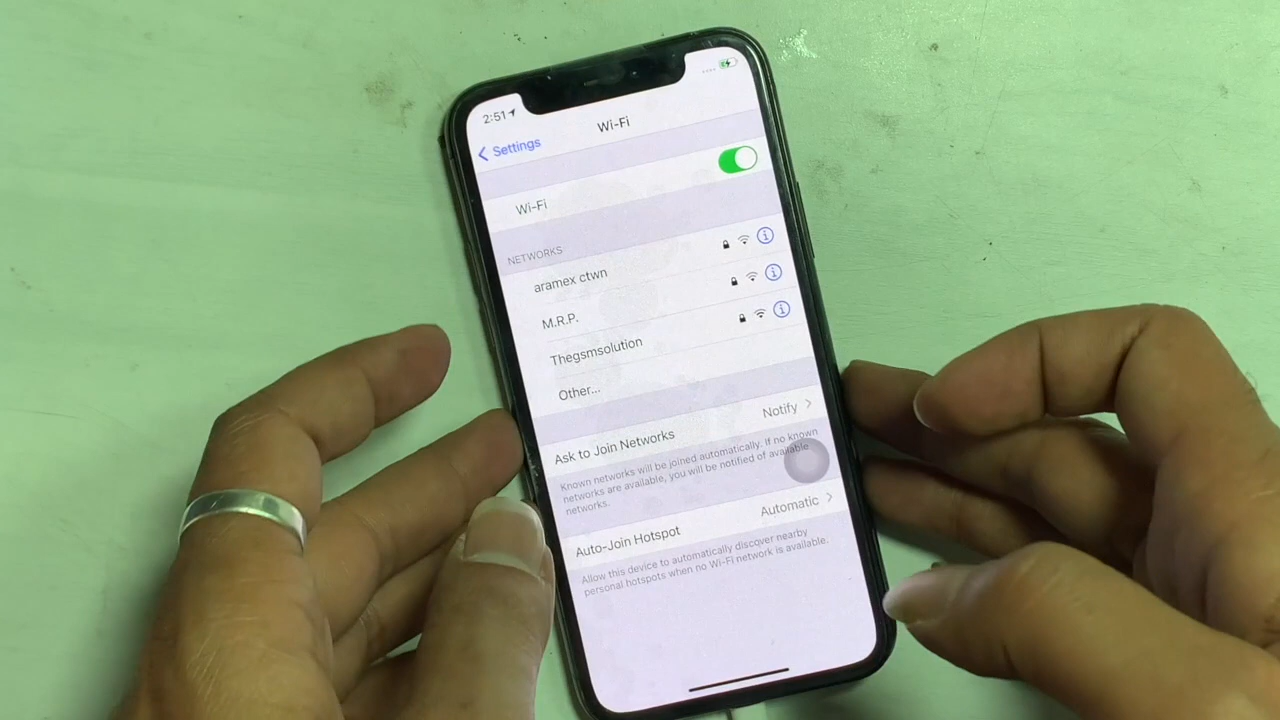 2:51
Wi-Fi
Settings
Wi-Fi
NETWORKS
aramex ctwn
M.R.P.
Thegsmsolution
Other...
Ask to Join Networks Notify
Known networks will be joined automatically. If no known
networks are available, you will be notified of available
networks.
Auto-Join Hotspot Automatic
Allow this device to automatically discover nearby
personal hotspots when no Wi-Fi network is available.